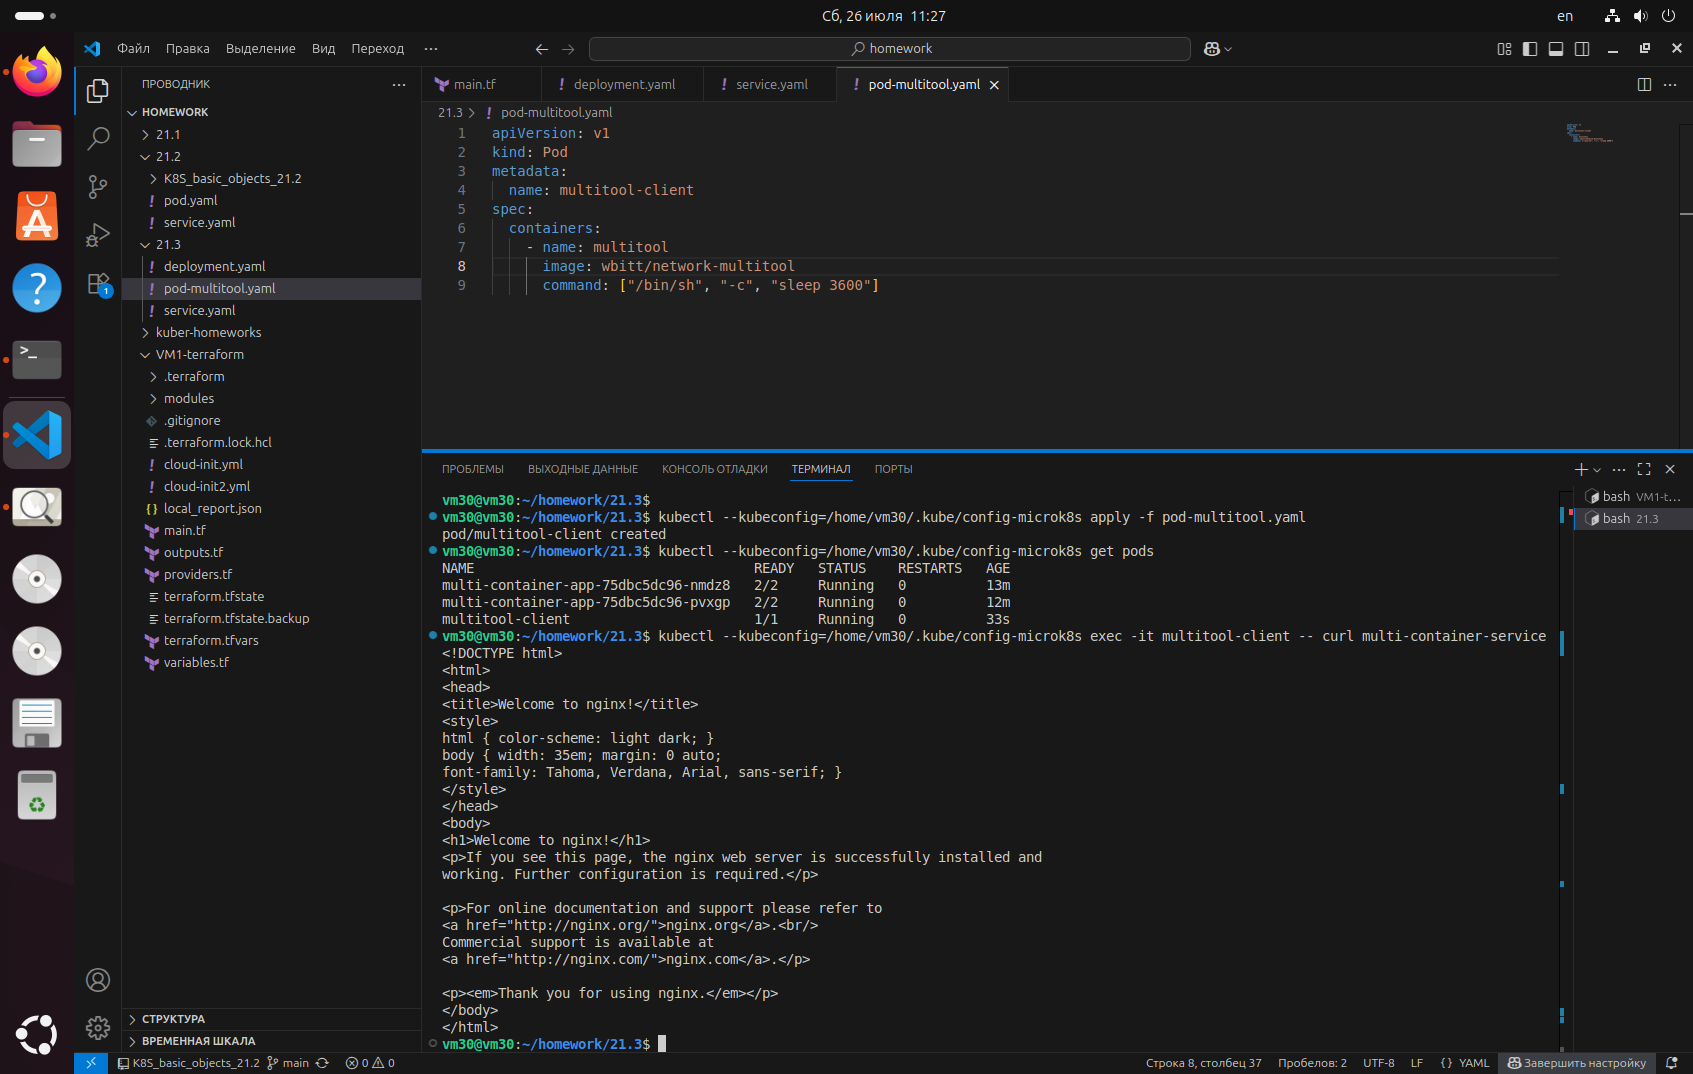 Сб, 26 июля 11:27
en
Файл Правка Выделение Вид Переход ···
homework
ПРОВОДНИК
main.tf
! deployment.yaml
! service.yaml
! pod-multitool.yaml
HOMEWORK
21.3 > ! pod-multitool.yaml
21.1
21.2
K8S_basic_objects_21.2
! pod.yaml
! service.yaml
21.3
! deployment.yaml
! pod-multitool.yaml
! service.yaml
kuber-homeworks
VM1-terraform
.terraform
modules
.gitignore
.terraform.lock.hcl
! cloud-init.yml
! cloud-init2.yml
{} local_report.json
main.tf
outputs.tf
providers.tf
terraform.tfstate
terraform.tfstate.backup
terraform.tfvars
variables.tf
СТРУКТУРА
ВРЕМЕННАЯ ШКАЛА
1
1 apiVersion: v1
2 kind: Pod
3 metadata:
4 name: multitool-client
5 spec:
6 containers:
7 - name: multitool
8 image: wbitt/network-multitool
9 command: ["/bin/sh", "-c", "sleep 3600"]
ПРОБЛЕМЫ ВЫХОДНЫЕ ДАННЫЕ КОНСОЛЬ ОТЛАДКИ ТЕРМИНАЛ ПОРТЫ
bash VM1-t...
bash 21.3
vm30@vm30:~/homework/21.3$
vm30@vm30:~/homework/21.3$ kubectl --kubeconfig=/home/vm30/.kube/config-microk8s apply -f pod-multitool.yaml
pod/multitool-client created
vm30@vm30:~/homework/21.3$ kubectl --kubeconfig=/home/vm30/.kube/config-microk8s get pods
NAME READY STATUS RESTARTS AGE
multi-container-app-75dbc5dc96-nmdz8 2/2 Running 0 13m
multi-container-app-75dbc5dc96-pvxgp 2/2 Running 0 12m
multitool-client 1/1 Running 0 33s
vm30@vm30:~/homework/21.3$ kubectl --kubeconfig=/home/vm30/.kube/config-microk8s exec -it multitool-client -- curl multi-container-service
<!DOCTYPE html>
<html>
<head>
<title>Welcome to nginx!</title>
<style>
html { color-scheme: light dark; }
body { width: 35em; margin: 0 auto;
font-family: Tahoma, Verdana, Arial, sans-serif; }
</style>
</head>
<body>
<h1>Welcome to nginx!</h1>
<p>If you see this page, the nginx web server is successfully installed and
working. Further configuration is required.</p>
<p>For online documentation and support please refer to
<a href="http://nginx.org/">nginx.org</a>.<br/>
Commercial support is available at
<a href="http://nginx.com/">nginx.com</a>.</p>
<p><em>Thank you for using nginx.</em></p>
</body>
</html>
vm30@vm30:~/homework/21.3$
K8S_basic_objects_21.2 main 0 0
Строка 8, столбец 37 Пробелов: 2 UTF-8 LF {} YAML Завершить настройку